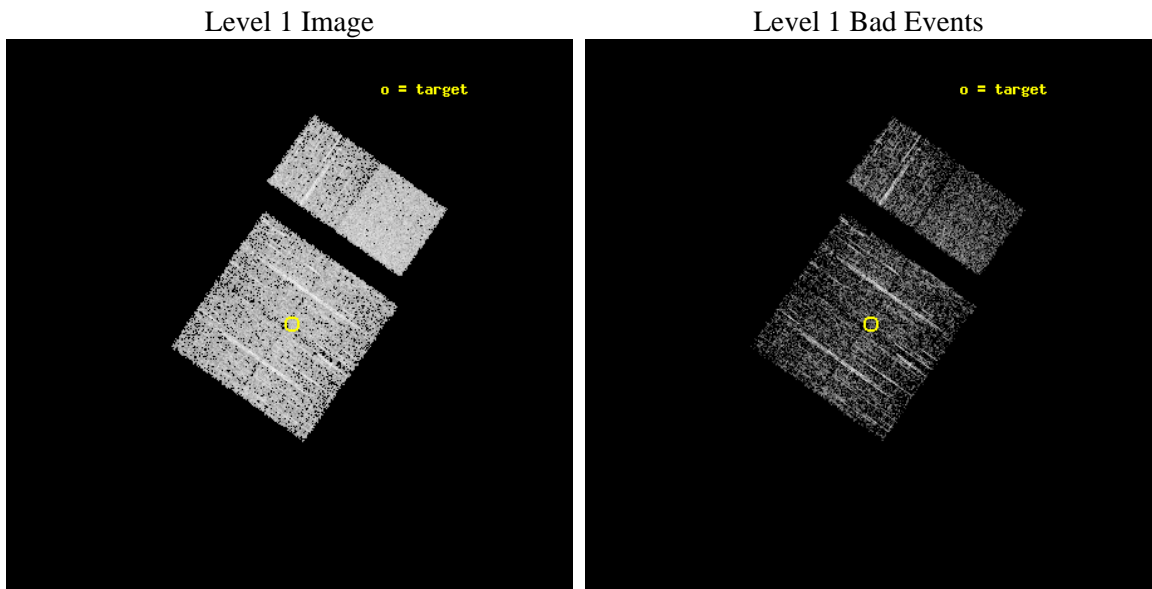 Level 1 Image
Level 1 Bad Events
o = target
o = target